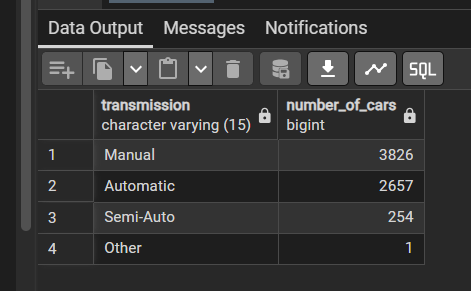 Data Output Messages Notifications
SQL
transmission number_of_cars
character varying (15) bigint
1 Manual 3826
2 Automatic 2657
3 Semi-Auto 254
4 Other 1